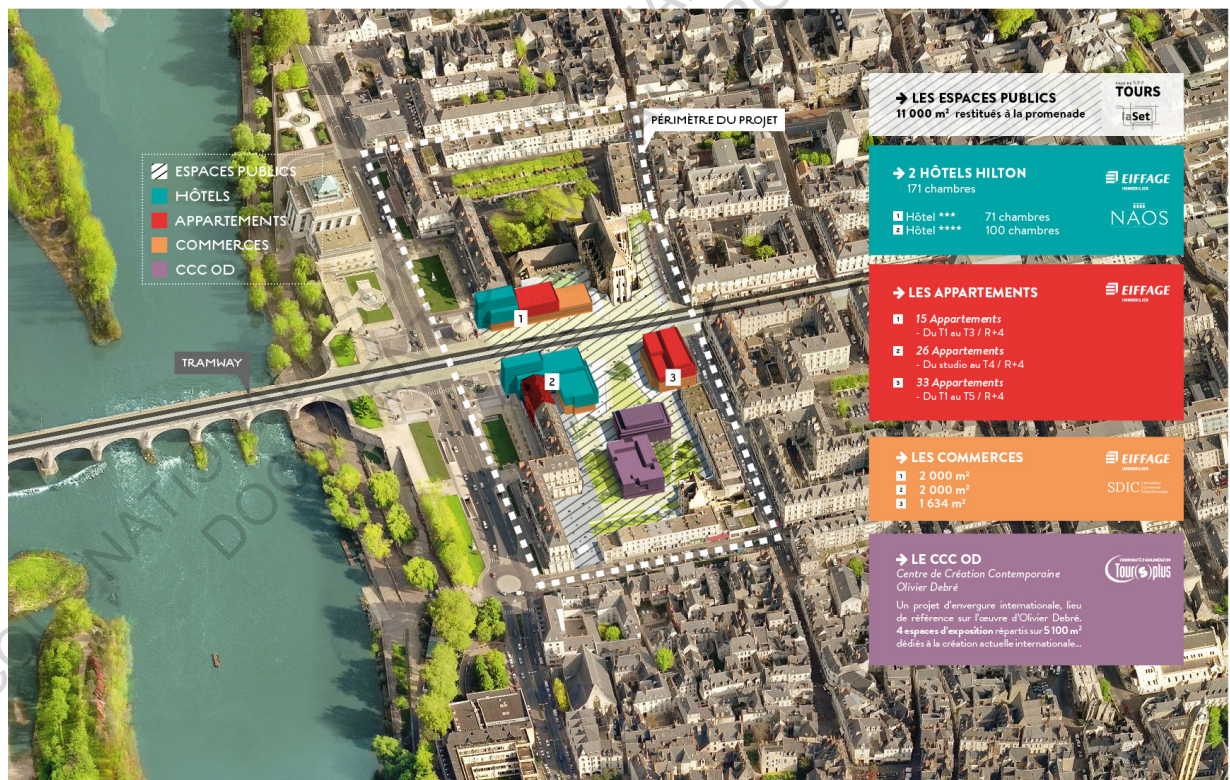 PÉRIMÈTRE DU PROJET
ESPACES PUBLICS
HÔTELS
APPARTEMENTS
COMMERCES
CCC OD
TRAMWAY
1
2
3
→ LES ESPACES PUBLICS
11 000 m² restitués à la promenade
VILLE DE
TOURS
laSet
→ 2 HÔTELS HILTON
171 chambres
1 Hôtel *** 71 chambres
2 Hôtel **** 100 chambres
EIFFAGE
IMMOBILIER
NAOS
→ LES APPARTEMENTS
EIFFAGE
IMMOBILIER
1 15 Appartements
- Du T1 au T3 / R+4
2 26 Appartements
- Du studio au T4 / R+4
3 33 Appartements
- Du T1 au T5 / R+4
→ LES COMMERCES
1 2 000 m²
2 2 000 m²
3 1 634 m²
EIFFAGE
IMMOBILIER
SDIC
→ LE CCC OD
Centre de Création Contemporaine
Olivier Debré
Un projet d'envergure internationale, lieu
de référence sur l'œuvre d'Olivier Debré.
4 espaces d'exposition répartis sur 5 100 m²
dédiés à la création actuelle internationale...
Tour(s)plus